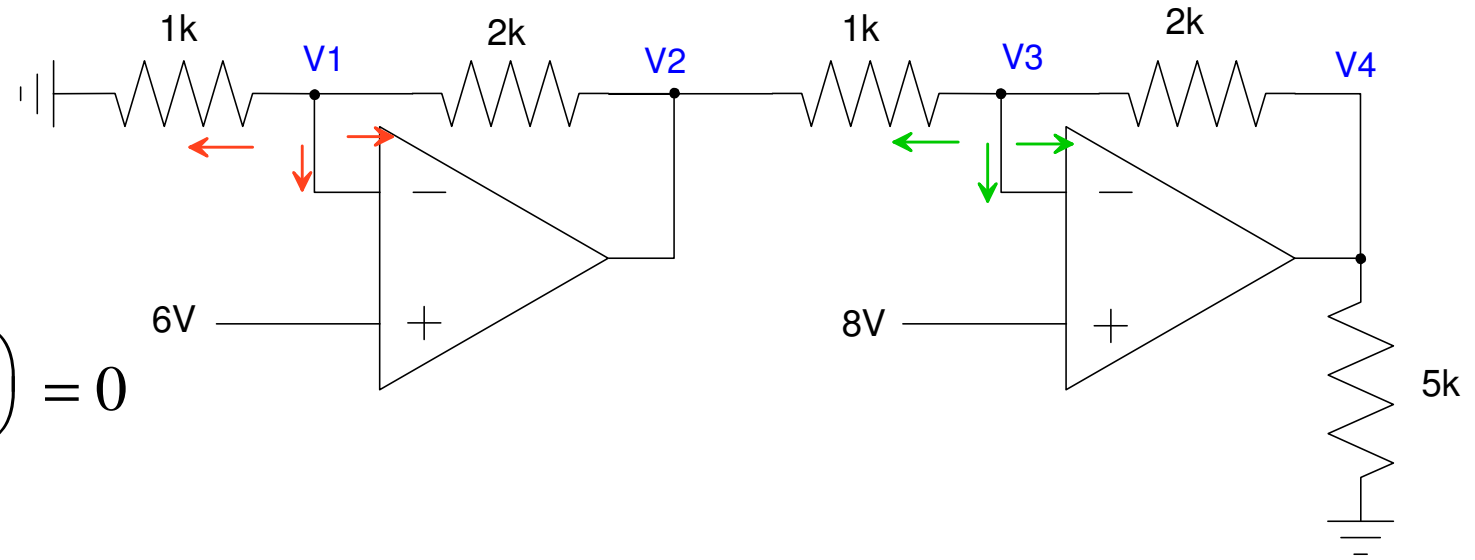 1k 2k 1k 2k
V1 V2 V3 V4
− −
6V + 8V +
) = 0
5k